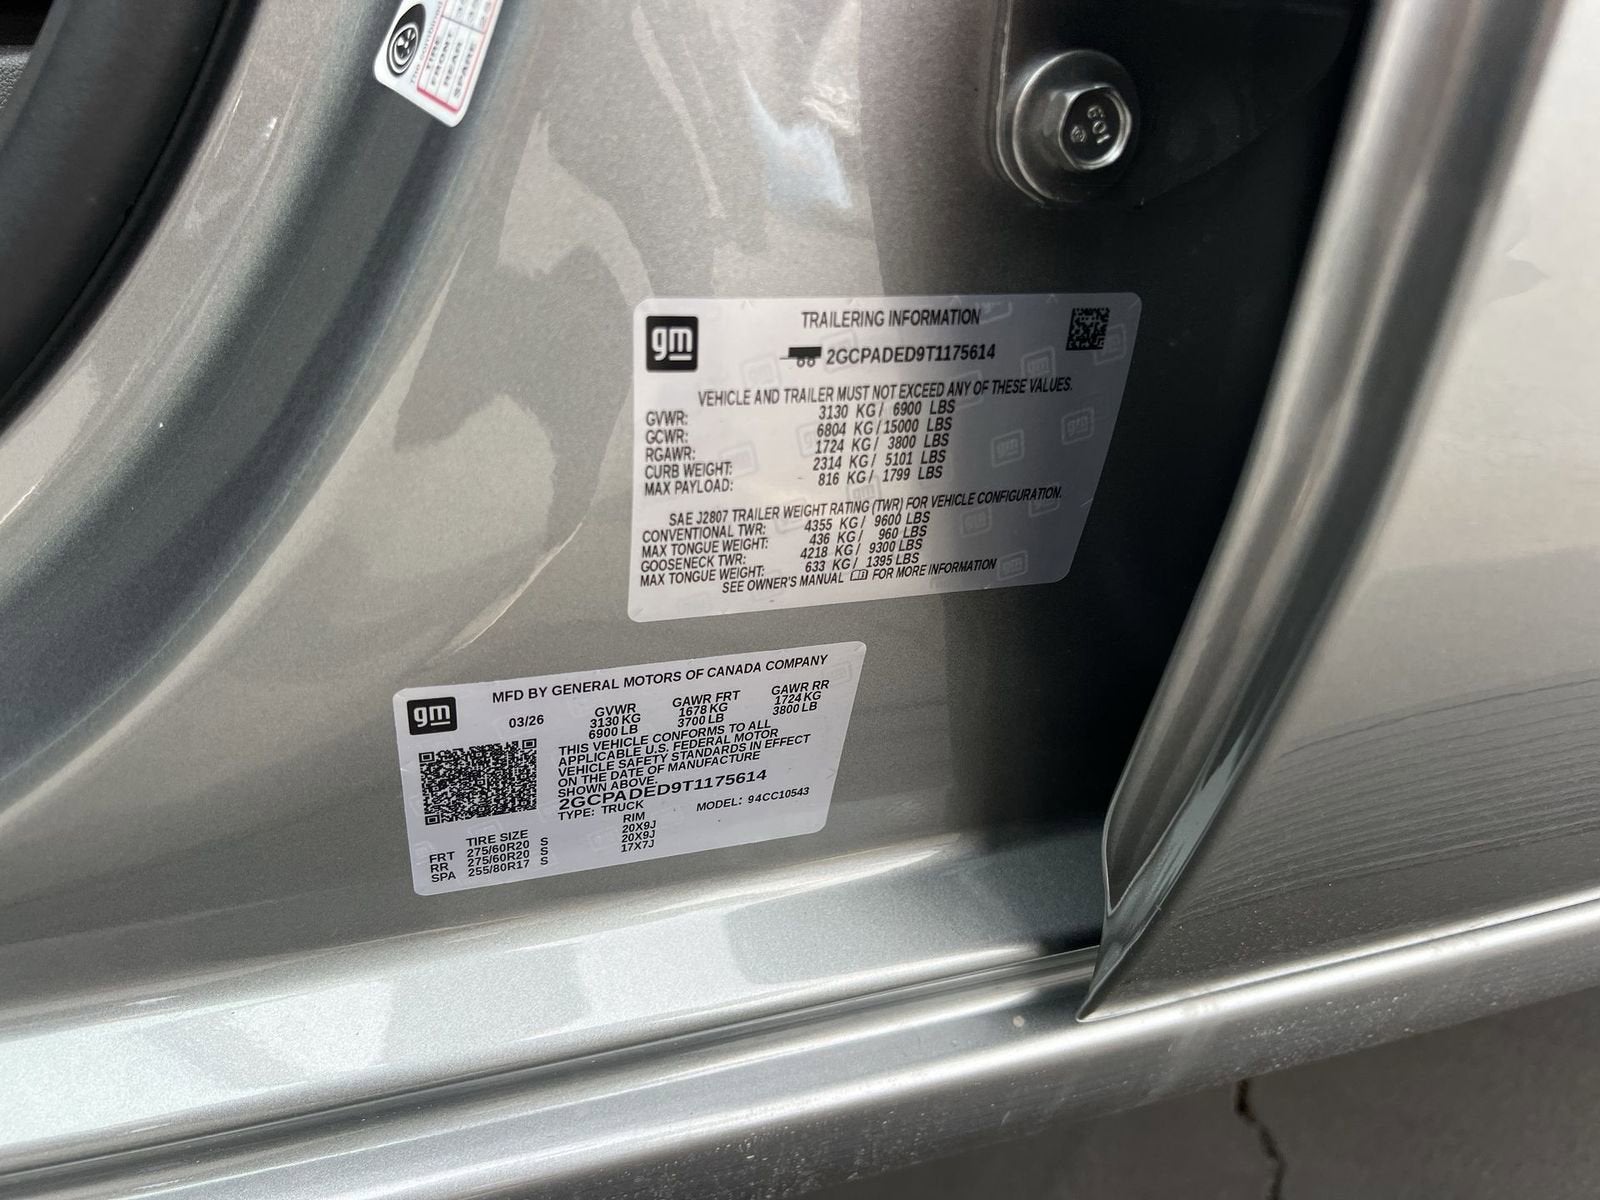 The combined
TIRE
FRONT
REAR
SPARE
109
gm
TRAILERING INFORMATION
2GCPADED9T1175614
VEHICLE AND TRAILER MUST NOT EXCEED ANY OF THESE VALUES.
GVWR: 3130 KG/ 6900 LBS
GCWR: 6804 KG/15000 LBS
RGAWR: 1724 KG/ 3800 LBS
CURB WEIGHT: 2314 KG/ 5101 LBS
MAX PAYLOAD: 816 KG/ 1799 LBS
SAE J2807 TRAILER WEIGHT RATING (TWR) FOR VEHICLE CONFIGURATION.
CONVENTIONAL TWR: 4355 KG/ 9600 LBS
MAX TONGUE WEIGHT: 436 KG/ 960 LBS
GOOSENECK TWR: 4218 KG/ 9300 LBS
MAX TONGUE WEIGHT: 633 KG/ 1395 LBS
SEE OWNER'S MANUAL FOR MORE INFORMATION
gm
MFD BY GENERAL MOTORS OF CANADA COMPANY
03/26 GVWR GAWR FRT GAWR RR
3130 KG 1678 KG 1724 KG
6900 LB 3700 LB 3800 LB
THIS VEHICLE CONFORMS TO ALL
APPLICABLE U.S. FEDERAL MOTOR
VEHICLE SAFETY STANDARDS IN EFFECT
ON THE DATE OF MANUFACTURE
SHOWN ABOVE.
2GCPADED9T1175614
TYPE: TRUCK MODEL: 94CC10543
TIRE SIZE RIM
FRT 275/60R20 S 20X9J
RR 275/60R20 S 20X9J
SPA 255/80R17 S 17X7J